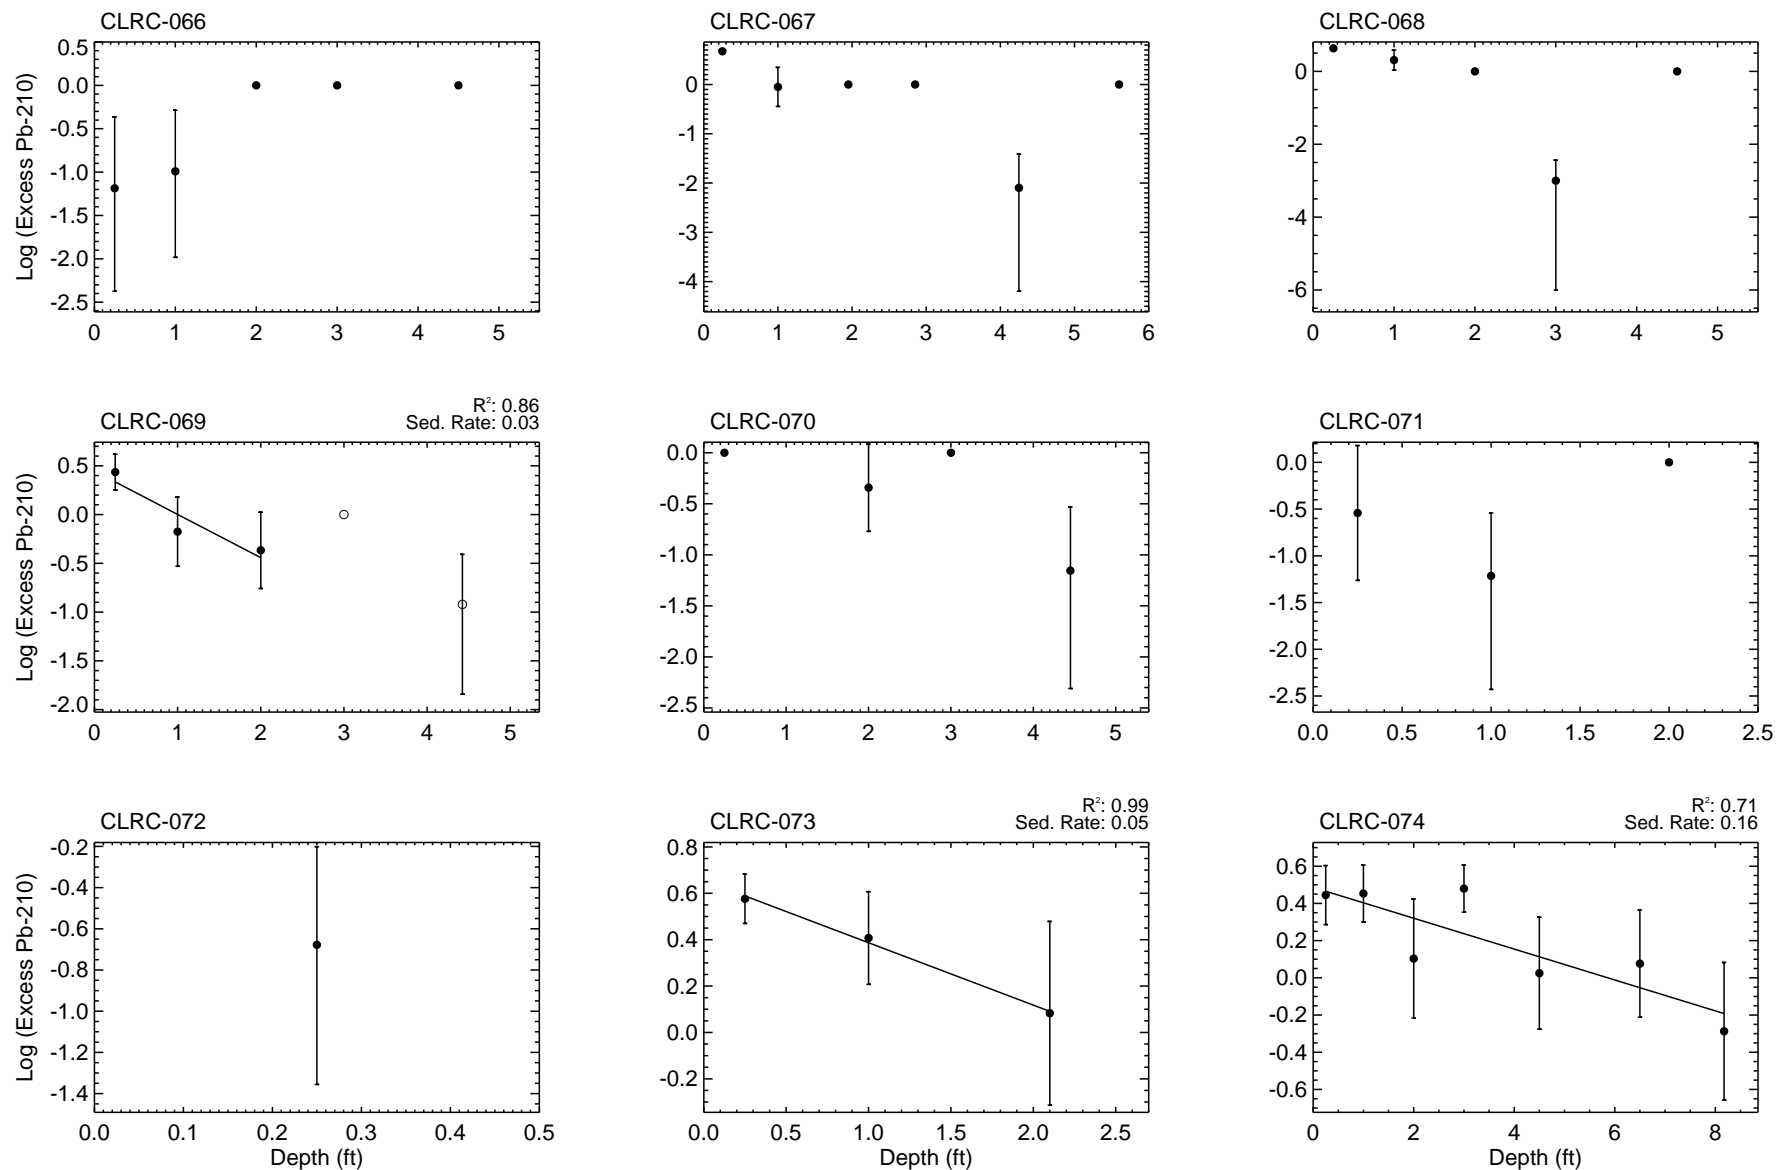 CLRC-066
Log (Excess Pb-210)
0.5
0.0
-0.5
-1.0
-1.5
-2.0
-2.5
0 1 2 3 4 5
CLRC-067
0
-1
-2
-3
-4
0 1 2 3 4 5 6
CLRC-068
0
-2
-4
-6
0 1 2 3 4 5
CLRC-069
R²: 0.86
Sed. Rate: 0.03
Log (Excess Pb-210)
0.5
0.0
-0.5
-1.0
-1.5
-2.0
0 1 2 3 4 5
CLRC-070
0.0
-0.5
-1.0
-1.5
-2.0
-2.5
0 1 2 3 4 5
CLRC-071
0.0
-0.5
-1.0
-1.5
-2.0
-2.5
0.0 0.5 1.0 1.5 2.0 2.5
CLRC-072
Log (Excess Pb-210)
-0.2
-0.4
-0.6
-0.8
-1.0
-1.2
-1.4
0.0 0.1 0.2 0.3 0.4 0.5
Depth (ft)
CLRC-073
R²: 0.99
Sed. Rate: 0.05
0.8
0.6
0.4
0.2
0.0
-0.2
0.0 0.5 1.0 1.5 2.0 2.5
Depth (ft)
CLRC-074
R²: 0.71
Sed. Rate: 0.16
0.6
0.4
0.2
0.0
-0.2
-0.4
-0.6
0 2 4 6 8
Depth (ft)